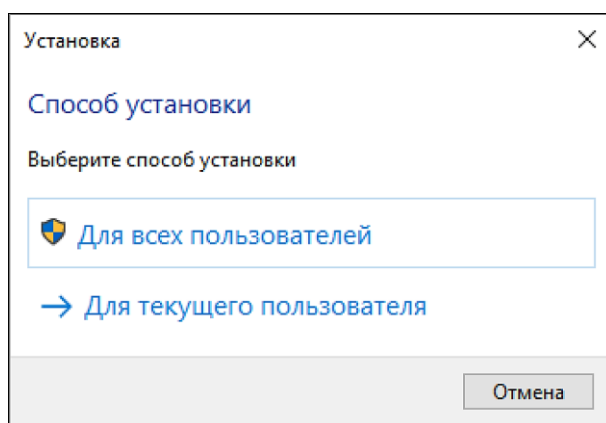 Установка
Способ установки
Выберите способ установки
Для всех пользователей
Для текущего пользователя
Отмена